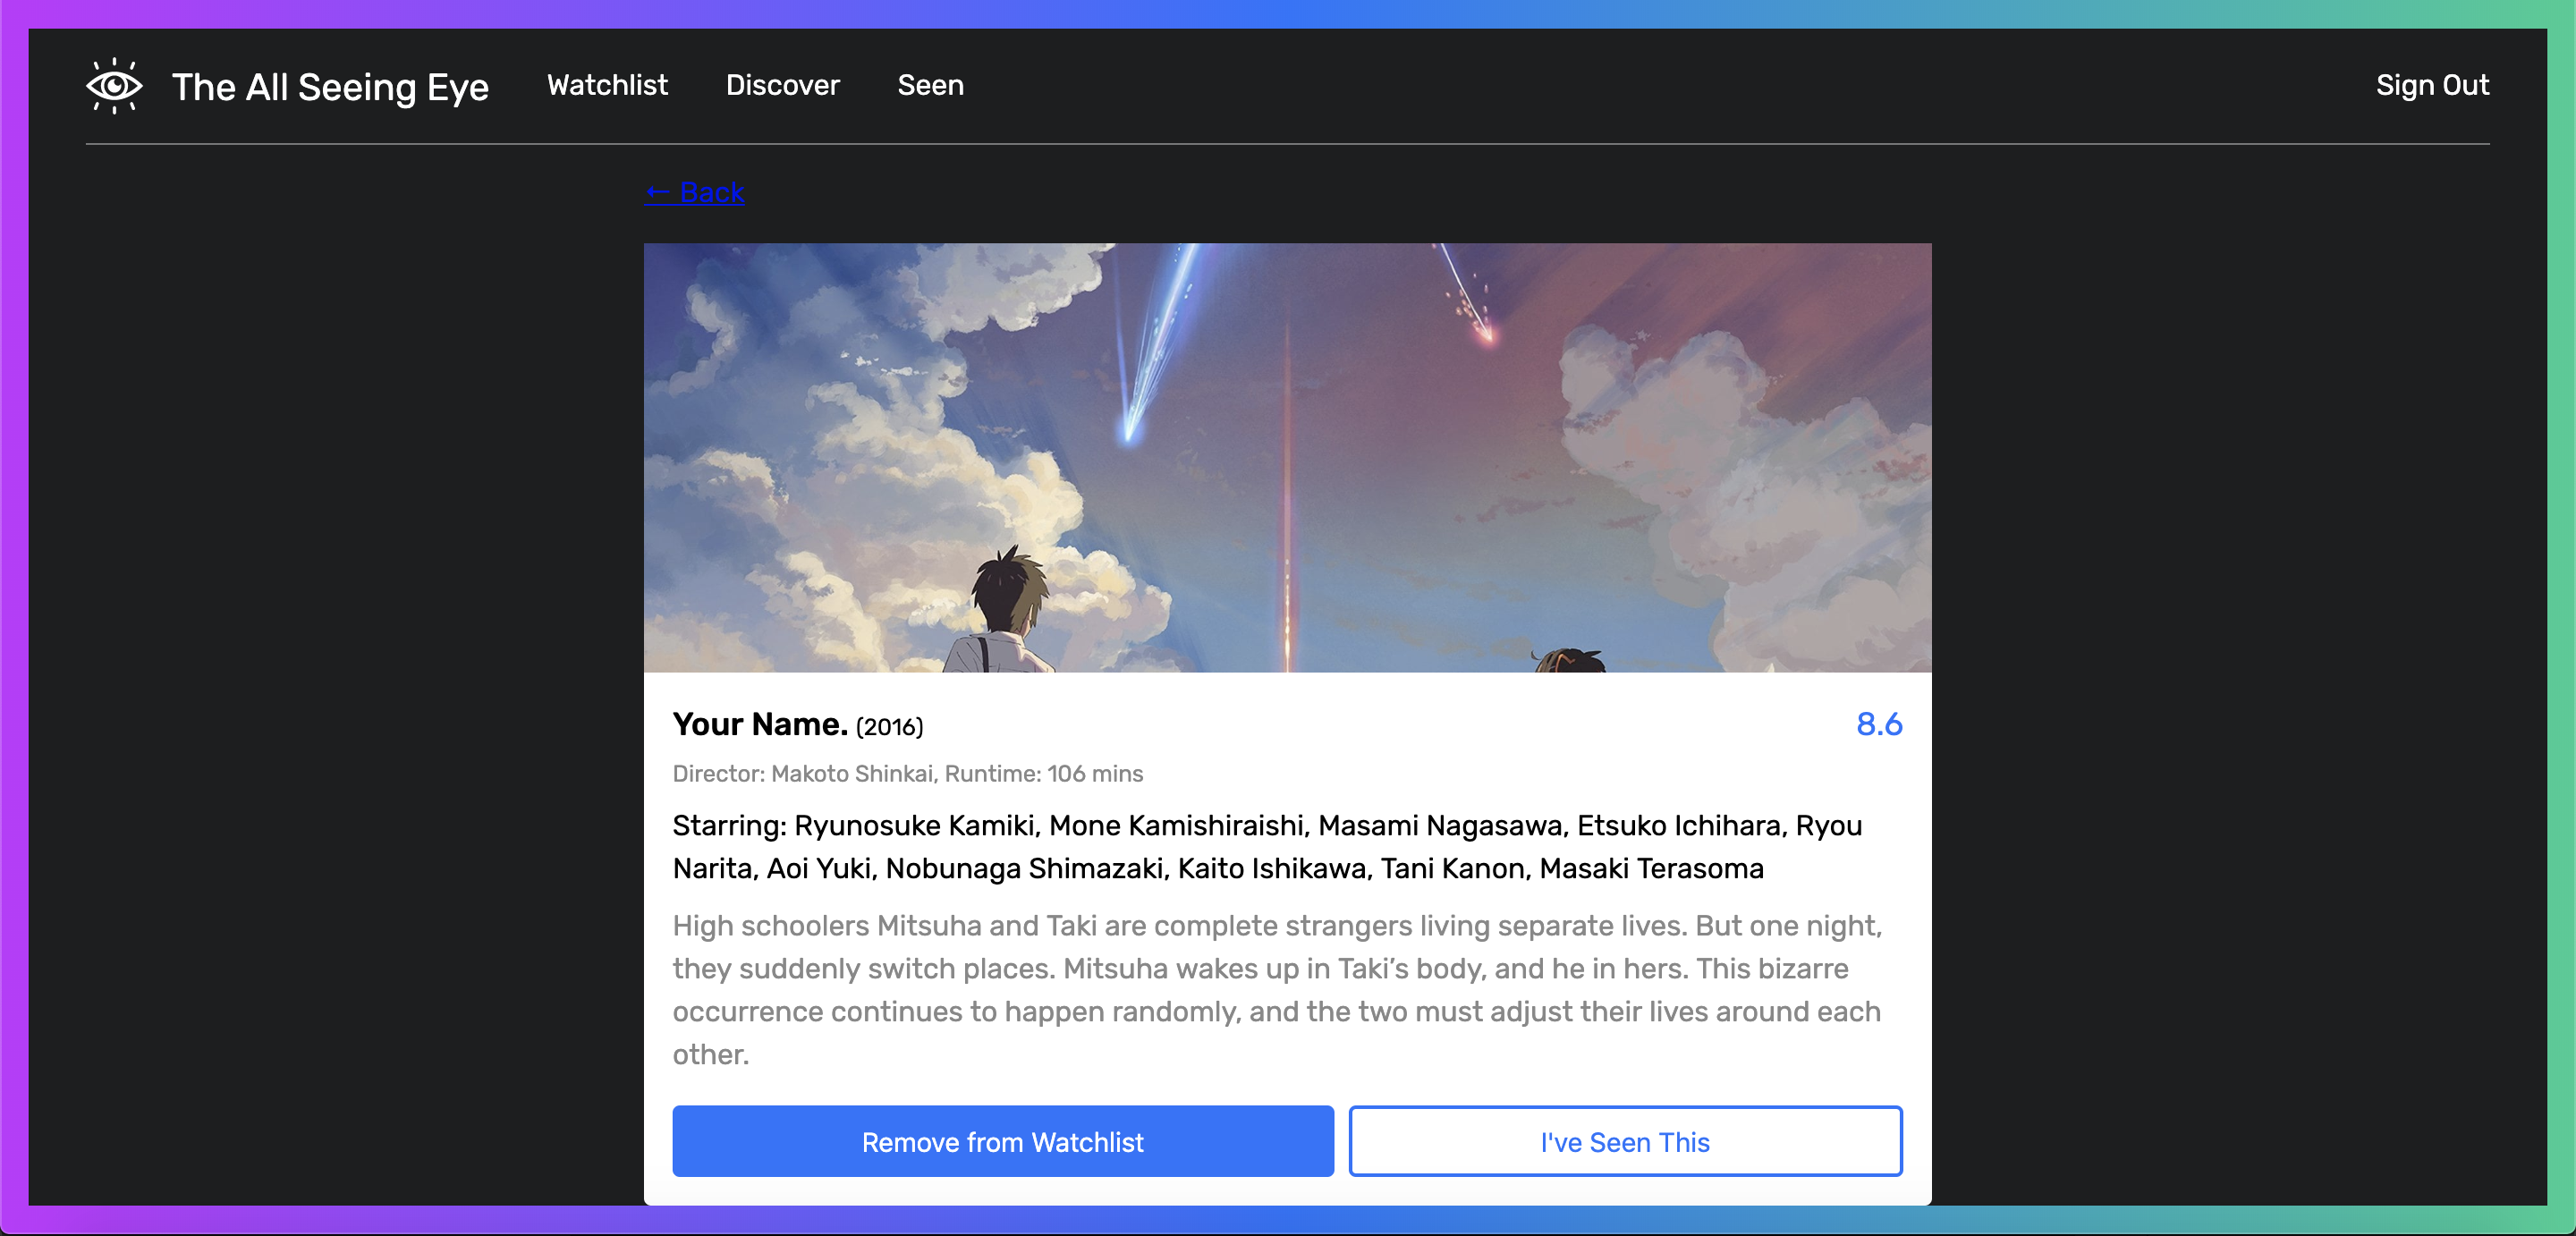 The All Seeing Eye
Watchlist
Discover
Seen
Sign Out
← Back
Your Name. (2016)
8.6
Director: Makoto Shinkai, Runtime: 106 mins
Starring: Ryunosuke Kamiki, Mone Kamishiraishi, Masami Nagasawa, Etsuko Ichihara, Ryou
Narita, Aoi Yuki, Nobunaga Shimazaki, Kaito Ishikawa, Tani Kanon, Masaki Terasoma
High schoolers Mitsuha and Taki are complete strangers living separate lives. But one night,
they suddenly switch places. Mitsuha wakes up in Taki’s body, and he in hers. This bizarre
occurrence continues to happen randomly, and the two must adjust their lives around each
other.
Remove from Watchlist
I've Seen This